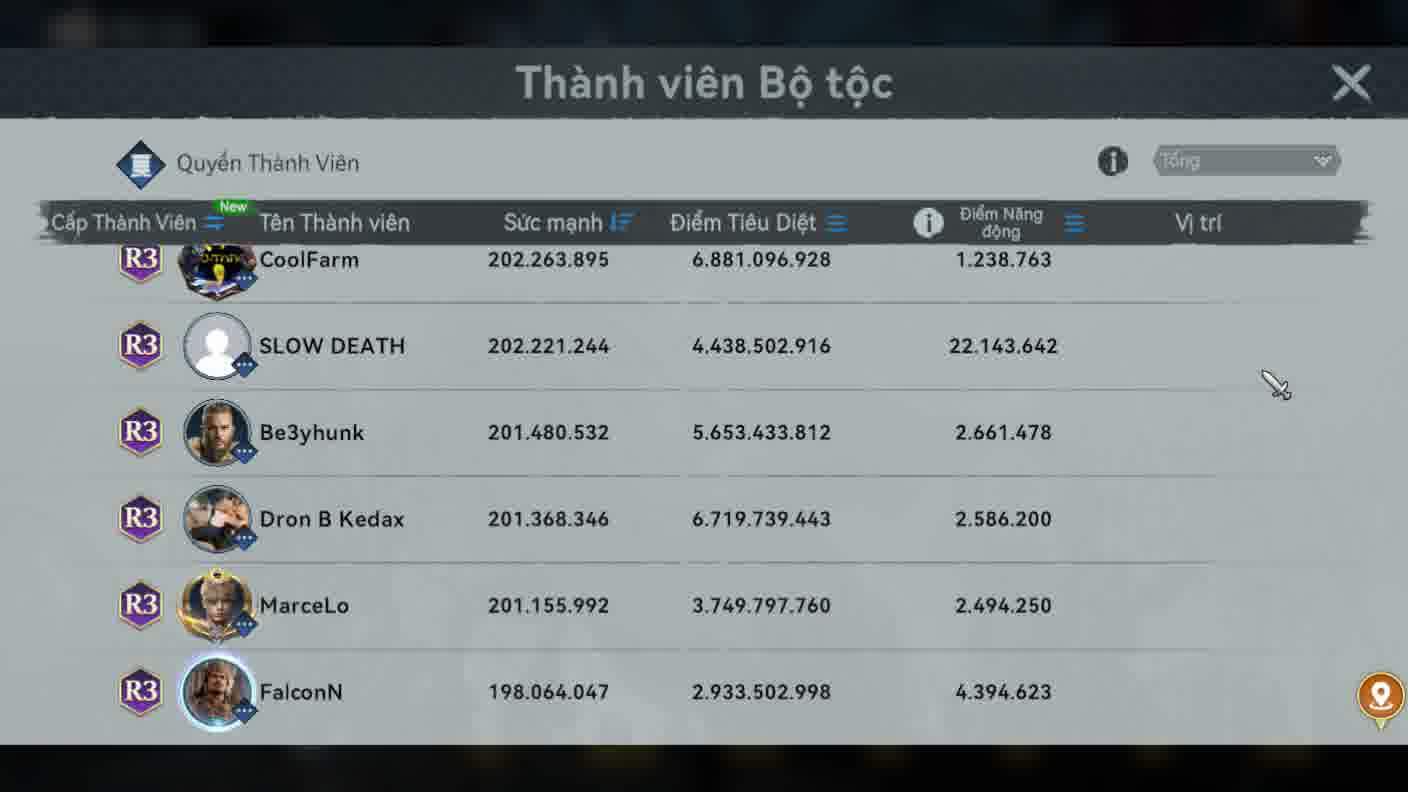 Thành viên Bộ tộc
Quyển Thành Viên
Tổng
Cấp Thành Viên New Tên Thành viên Sức mạnh Điểm Tiêu Diệt Điểm Năng động Vị trí
R3 CoolFarm 202.263.895 6.881.096.928 1.238.763
R3 SLOW DEATH 202.221.244 4.438.502.916 22.143.642
R3 Be3yhunk 201.480.532 5.653.433.812 2.661.478
R3 Dron B Kedax 201.368.346 6.719.739.443 2.586.200
R3 MarceLo 201.155.992 3.749.797.760 2.494.250
R3 FalconN 198.064.047 2.933.502.998 4.394.623